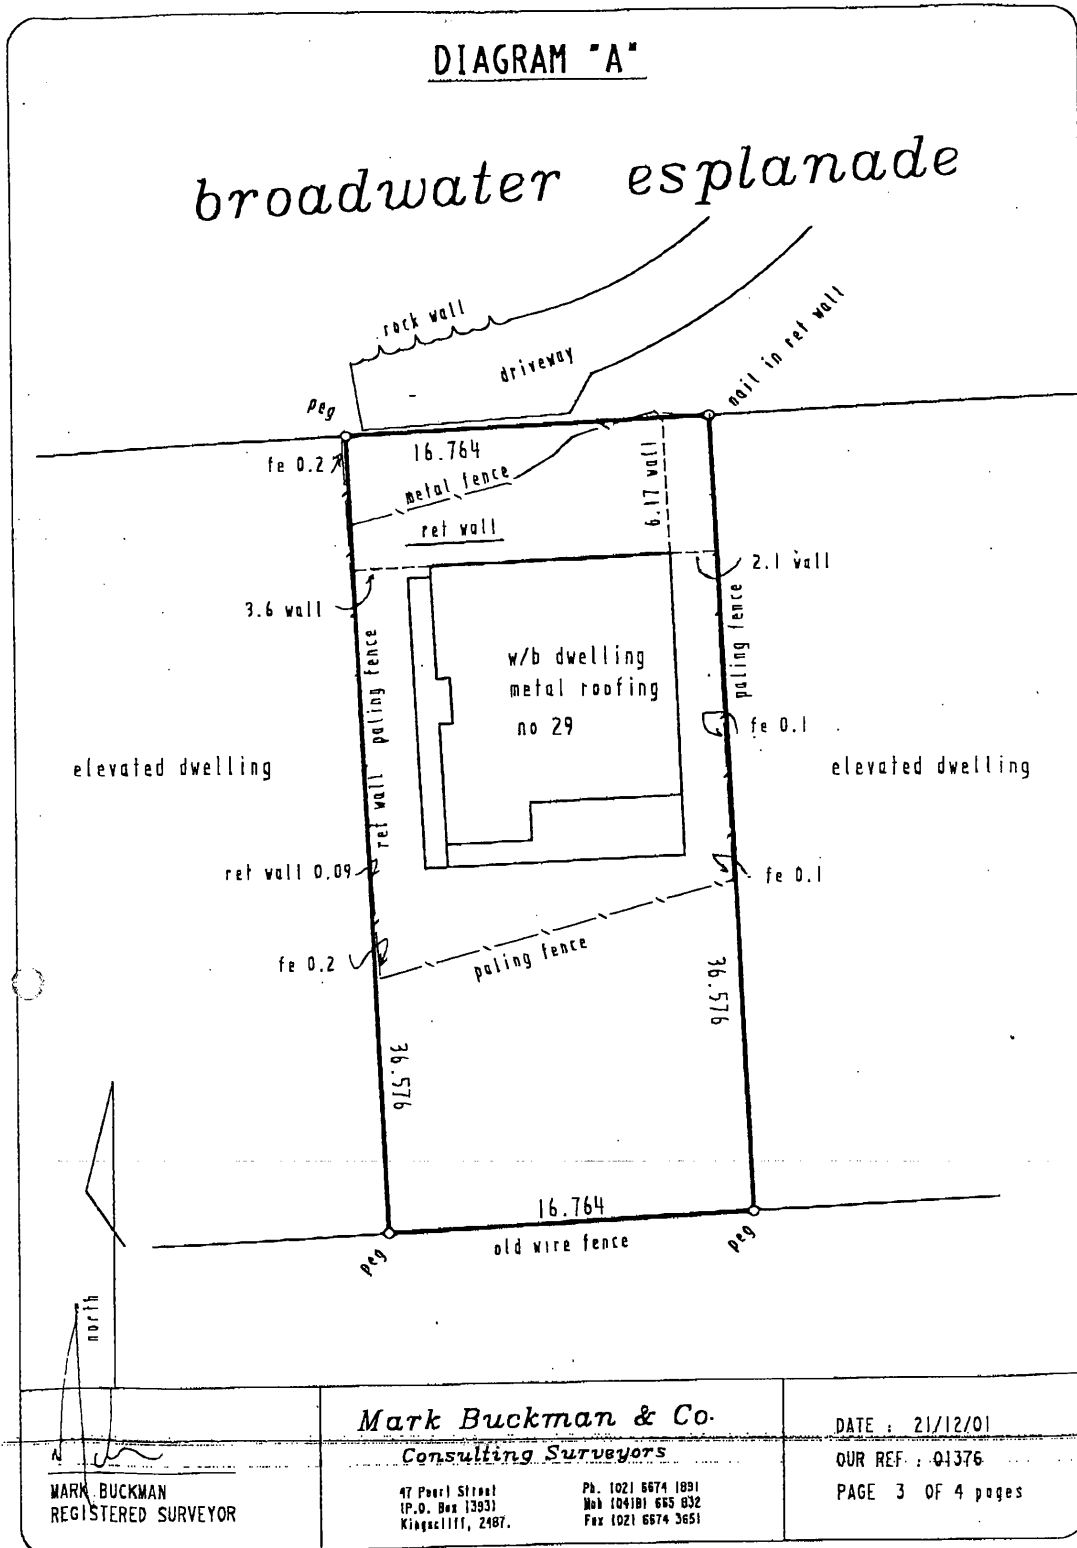 DIAGRAM "A"
broadwater esplanade
rock wall
driveway
nail in ret wall
peg
fe 0.2
16.764
metal fence
6.17 wall
ret wall
2.1 wall
3.6 wall
paling fence
paling fence
w/b dwelling
metal roofing
no 29
fe 0.1
elevated dwelling
elevated dwelling
ret wall
ret wall 0.09
fe 0.1
fe 0.2
paling fence
36.576
36.576
16.764
old wire fence
peg
peg
north
MARK BUCKMAN
REGISTERED SURVEYOR
Mark Buckman & Co.
Consulting Surveyors
47 Pearl Street
(P.O. Box 1393)
Kingscliff, 2487.
Ph. (02) 6674 1891
Mob (0418) 665 832
Fax (02) 6674 3651
DATE : 21/12/01
OUR REF : 01376
PAGE 3 OF 4 pages